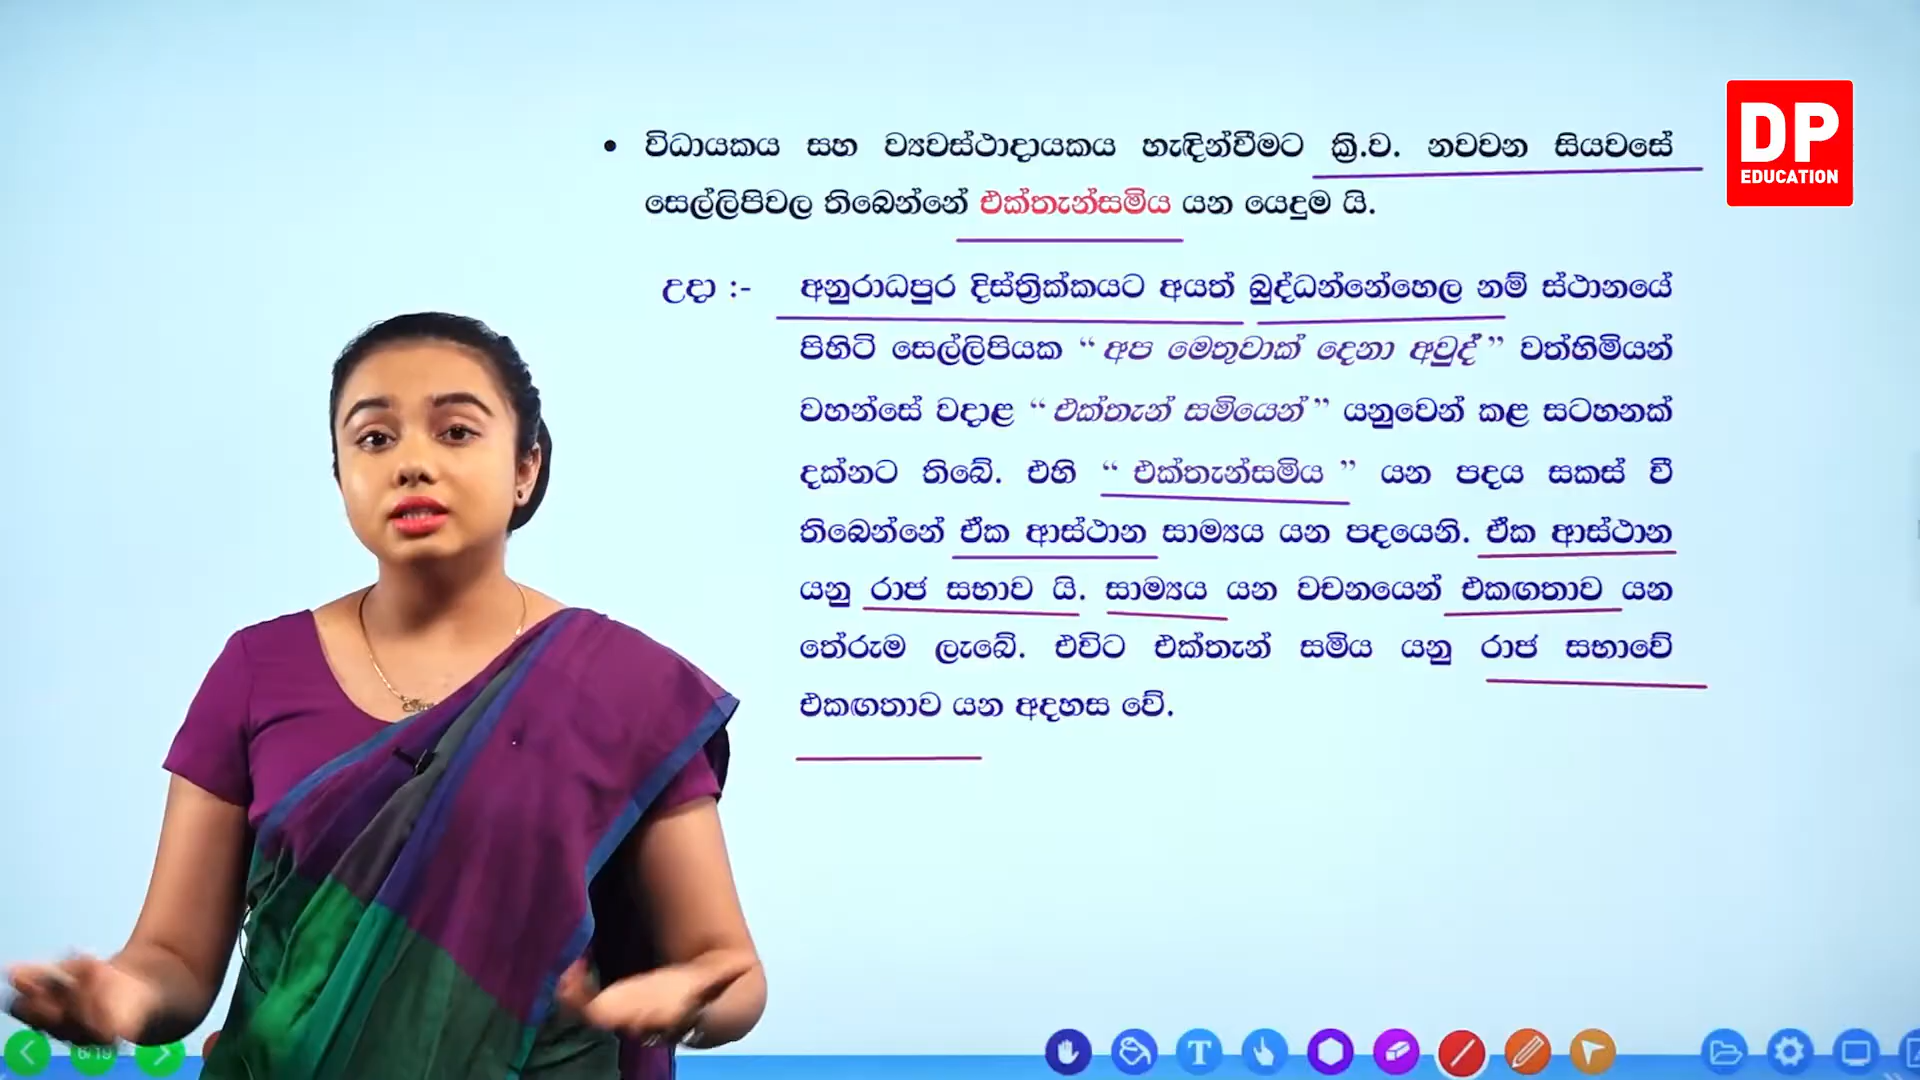 DP
EDUCATION
• විධායකය සහ ව්‍යවස්ථාදායකය හැඳින්වීමට ක්‍රි.ව. නවවන සියවසේ
සෙල්ලිපිවල තිබෙන්නේ එක්තැන්සමිය යන යෙදුම යි.
උදා :- අනුරාධපුර දිස්ත්‍රික්කයට අයත් බුද්ධන්නේහෙල නම් ස්ථානයේ
පිහිටි සෙල්ලිපියක “ අප මෙතුවාක් දෙනා අවුද් ” වත්හිමියන්
වහන්සේ වදාළ “ එක්තැන් සමියෙන් ” යනුවෙන් කළ සටහනක්
දක්නට තිබේ. එහි “ එක්තැන්සමිය ” යන පදය සකස් වී
තිබෙන්නේ ඒක ආස්ථාන සාම්‍යය යන පදයෙනි. ඒක ආස්ථාන
යනු රාජ සභාව යි. සාම්‍යය යන වචනයෙන් එකඟතාව යන
තේරුම ලැබේ. එවිට එක්තැන් සමිය යනු රාජ සභාවේ
එකඟතාව යන අදහස වේ.
6/19
T